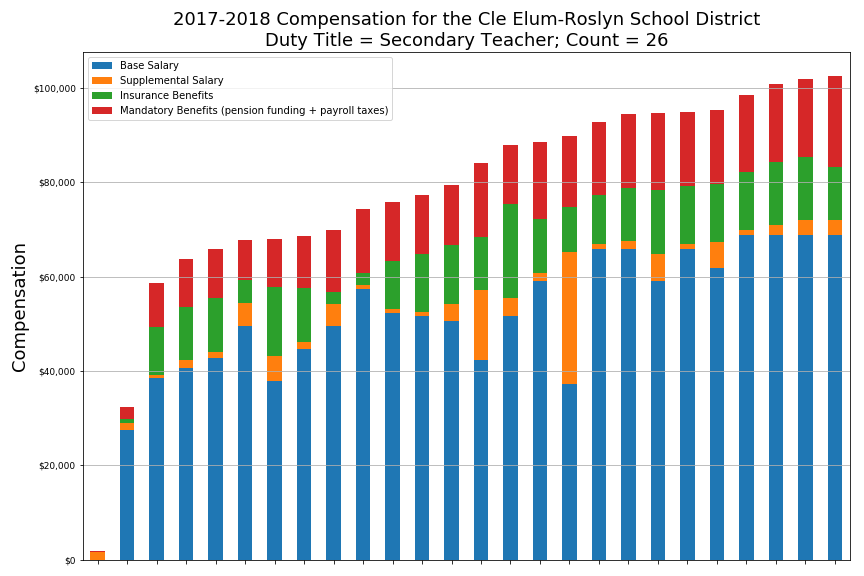 2017-2018 Compensation for the Cle Elum-Roslyn School District
Duty Title = Secondary Teacher; Count = 26
Base Salary
Supplemental Salary
Insurance Benefits
Mandatory Benefits (pension funding + payroll taxes)
Compensation
$100,000
$80,000
$60,000
$40,000
$20,000
$0